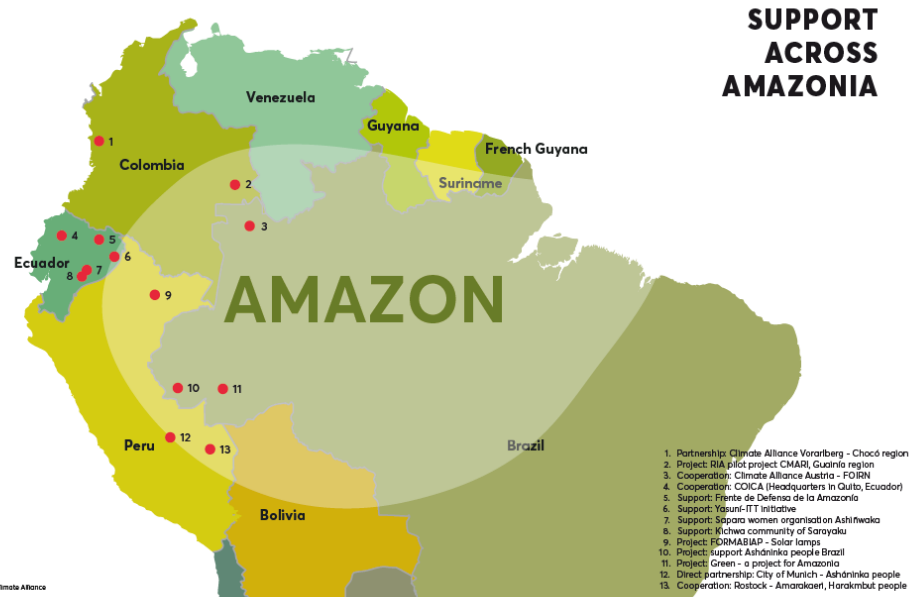 SUPPORT
ACROSS
AMAZONIA
Venezuela
Guyana
French Guyana
Suriname
Colombia
1
2
3
4
5
6
Ecuador
7
8
9
AMAZON
10
11
12
13
Peru
Brazil
Bolivia
1. Partnership: Climate Alliance Vorarlberg - Chocó region
2. Project: RIA pilot project CMARI, Guainía region
3. Cooperation: Climate Alliance Austria - FOIRN
4. Cooperation: COICA (Headquarters in Quito, Ecuador)
5. Support: Frente de Defensa de la Amazonía
6. Support: Yasuní-ITT initiative
7. Support: Sapara women organisation Ashiñwaka
8. Support: Kichwa community of Sarayaku
9. Project: FORMABIAP - Solar lamps
10. Project: support Asháninka people Brazil
11. Project: Green - a project for Amazonia
12. Direct partnership: City of Munich - Asháninka people
13. Cooperation: Rostock - Amarakaeri, Harakmbut people
limate Alliance